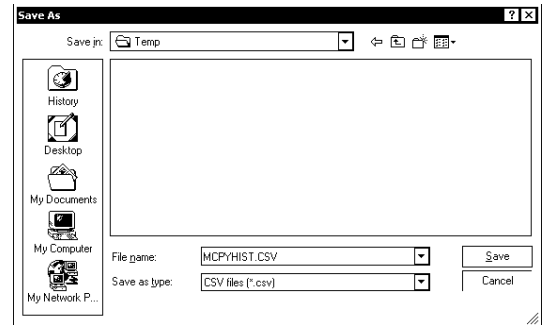 Save As
Save in: Temp
History
Desktop
My Documents
My Computer
My Network P...
File name: MCPYHIST.CSV Save
Save as type: CSV files (*.csv) Cancel